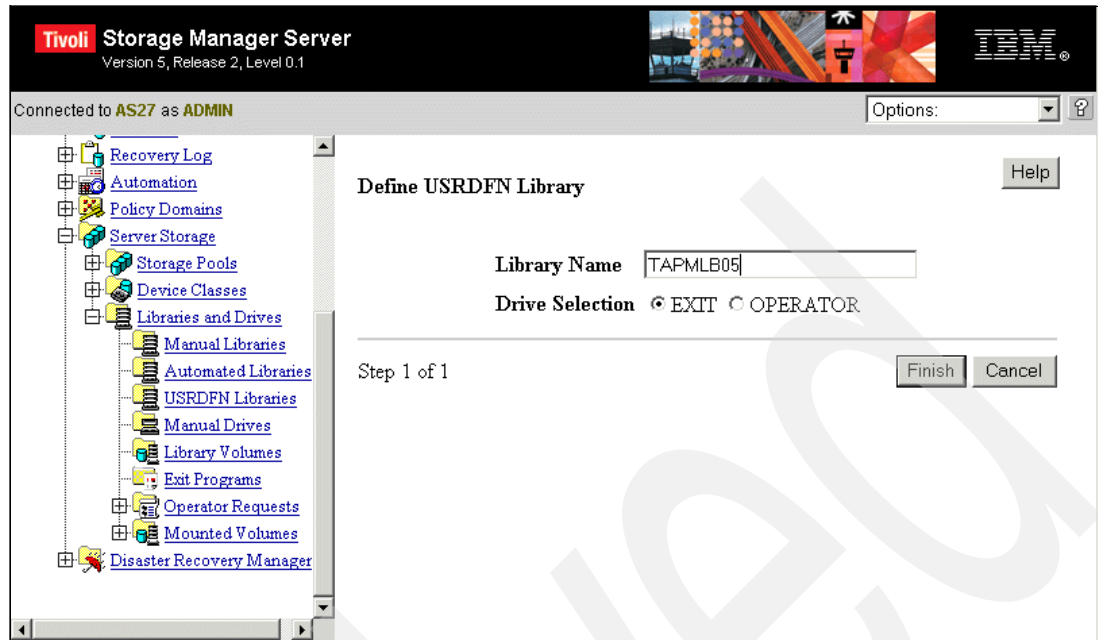 Tivoli Storage Manager Server
Version 5, Release 2, Level 0.1
IBM®
Connected to AS27 as ADMIN
Options:
?
Recovery Log
Automation
Policy Domains
Server Storage
Storage Pools
Device Classes
Libraries and Drives
Manual Libraries
Automated Libraries
USRDFN Libraries
Manual Drives
Library Volumes
Exit Programs
Operator Requests
Mounted Volumes
Disaster Recovery Manager
Help
Define USRDFN Library
Library Name TAPMLB05
Drive Selection EXIT OPERATOR
Step 1 of 1
Finish Cancel